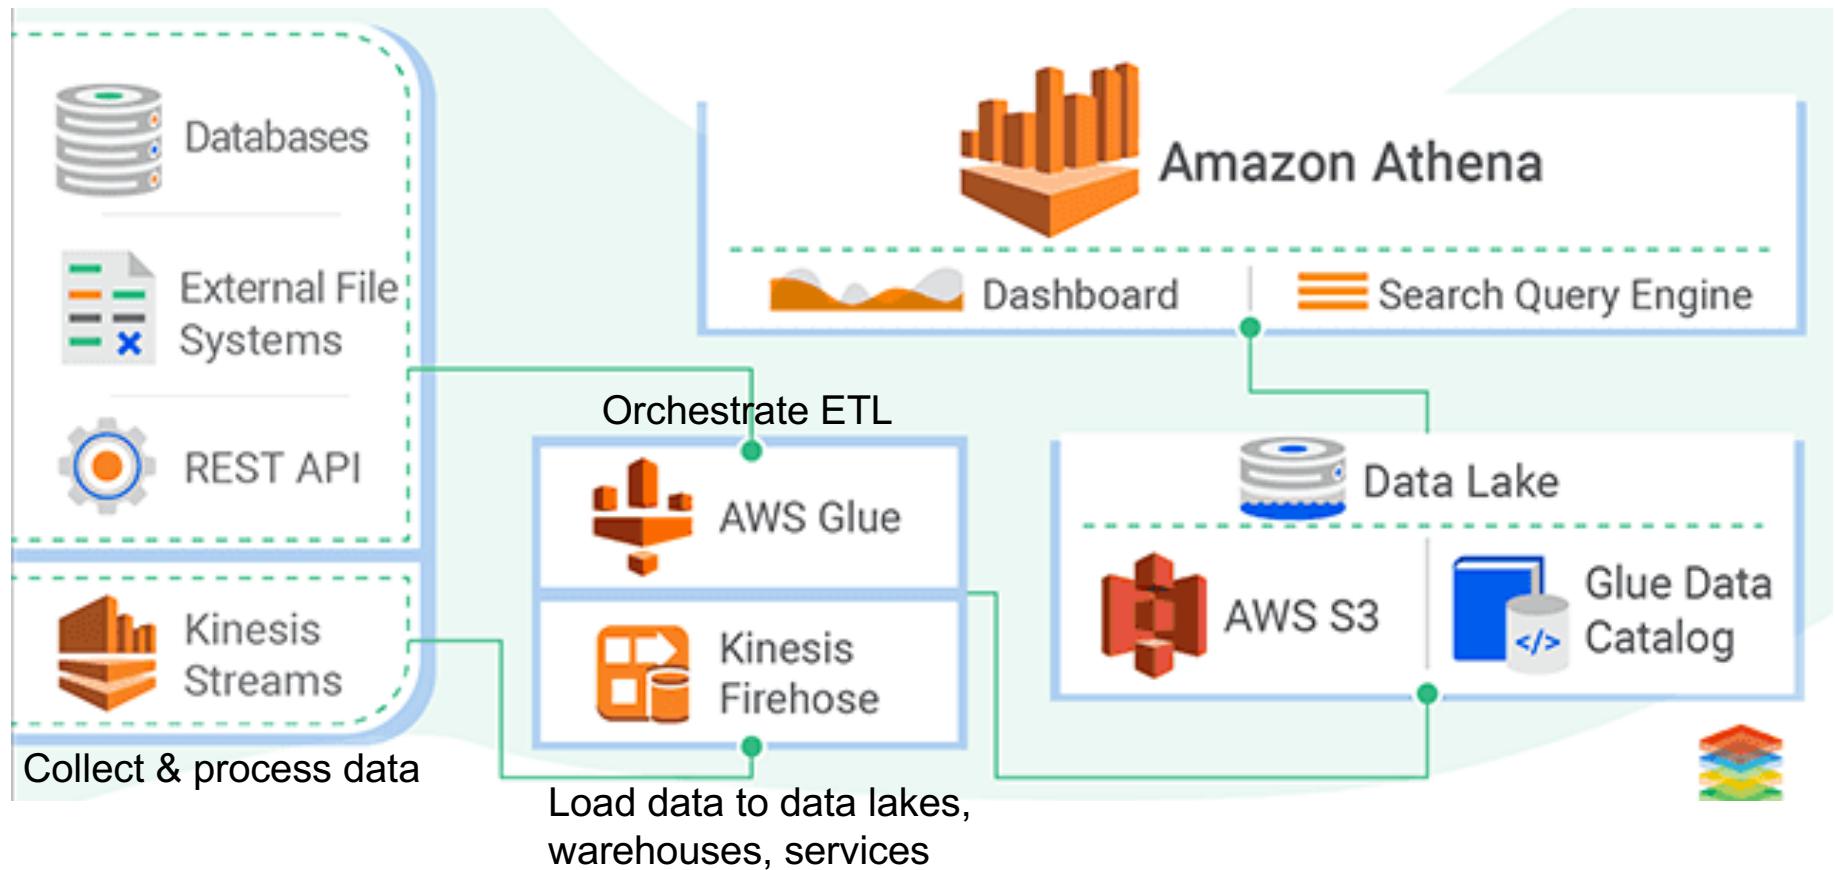 Databases
External File
Systems
REST API
Kinesis
Streams
Collect & process data
Orchestrate ETL
AWS Glue
Kinesis
Firehose
Load data to data lakes,
warehouses, services
Amazon Athena
Dashboard
Search Query Engine
Data Lake
AWS S3
Glue Data
Catalog
</>